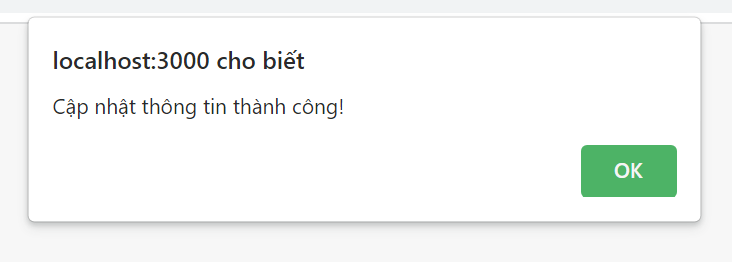 localhost:3000 cho biết
Cập nhật thông tin thành công!
OK